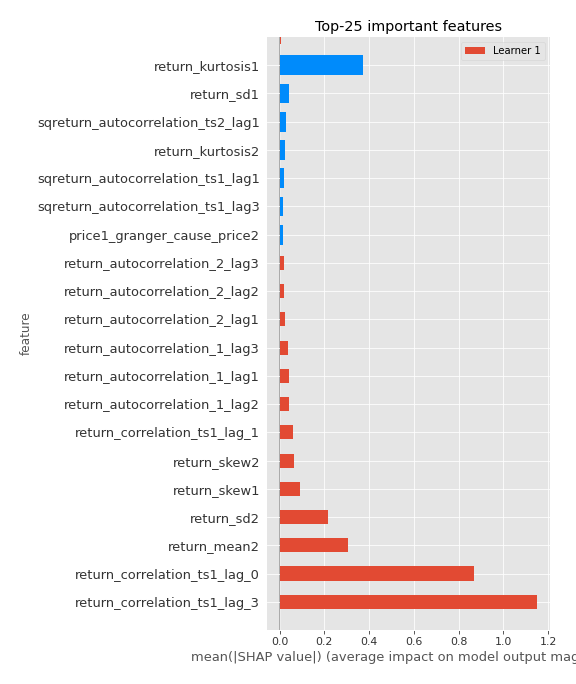 Top-25 important features
Learner 1
return_kurtosis1
return_sd1
sqreturn_autocorrelation_ts2_lag1
return_kurtosis2
sqreturn_autocorrelation_ts1_lag1
sqreturn_autocorrelation_ts1_lag3
price1_granger_cause_price2
return_autocorrelation_2_lag3
return_autocorrelation_2_lag2
return_autocorrelation_2_lag1
return_autocorrelation_1_lag3
return_autocorrelation_1_lag1
return_autocorrelation_1_lag2
return_correlation_ts1_lag_1
return_skew2
return_skew1
return_sd2
return_mean2
return_correlation_ts1_lag_0
return_correlation_ts1_lag_3
feature
0.0 0.2 0.4 0.6 0.8 1.0 1.2
mean(|SHAP value|) (average impact on model output mag